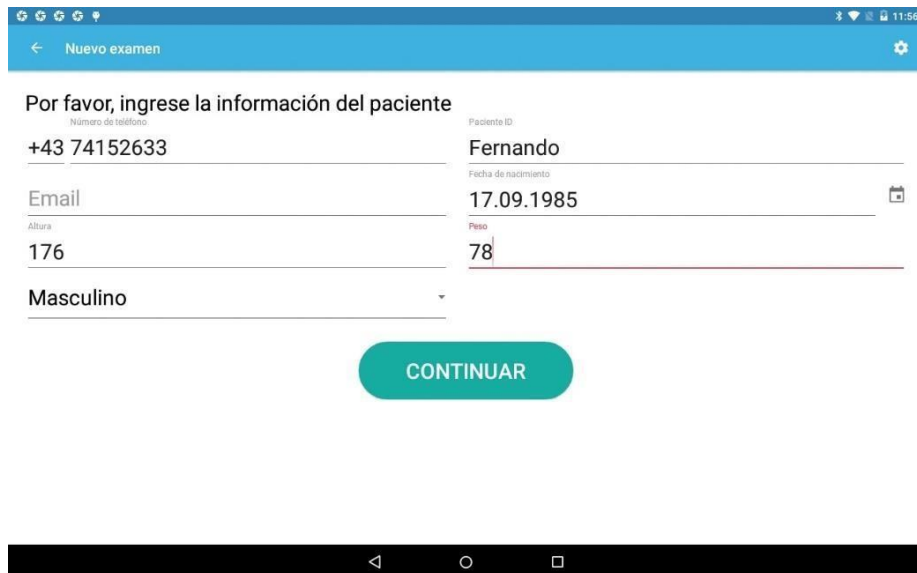 11:56
Nuevo examen
Por favor, ingrese la información del paciente
Número de teléfono
+43 74152633
Paciente ID
Fernando
Email
Fecha de nacimiento
17.09.1985
Altura
176
Peso
78
Masculino
CONTINUAR